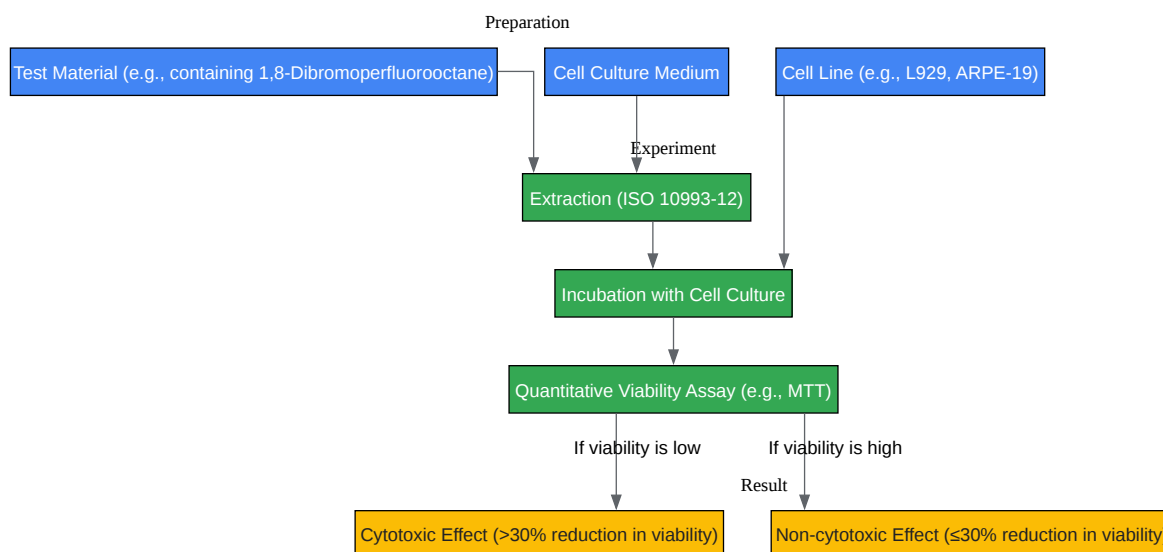 Preparation
Test Material (e.g., containing 1,8-Dibromoperfluorooctane)
Cell Culture Medium
Cell Line (e.g., L929, ARPE-19)
Experiment
Extraction (ISO 10993-12)
Incubation with Cell Culture
Quantitative Viability Assay (e.g., MTT)
If viability is low
If viability is high
Result
Cytotoxic Effect (>30% reduction in viability)
Non-cytotoxic Effect (≤30% reduction in viability